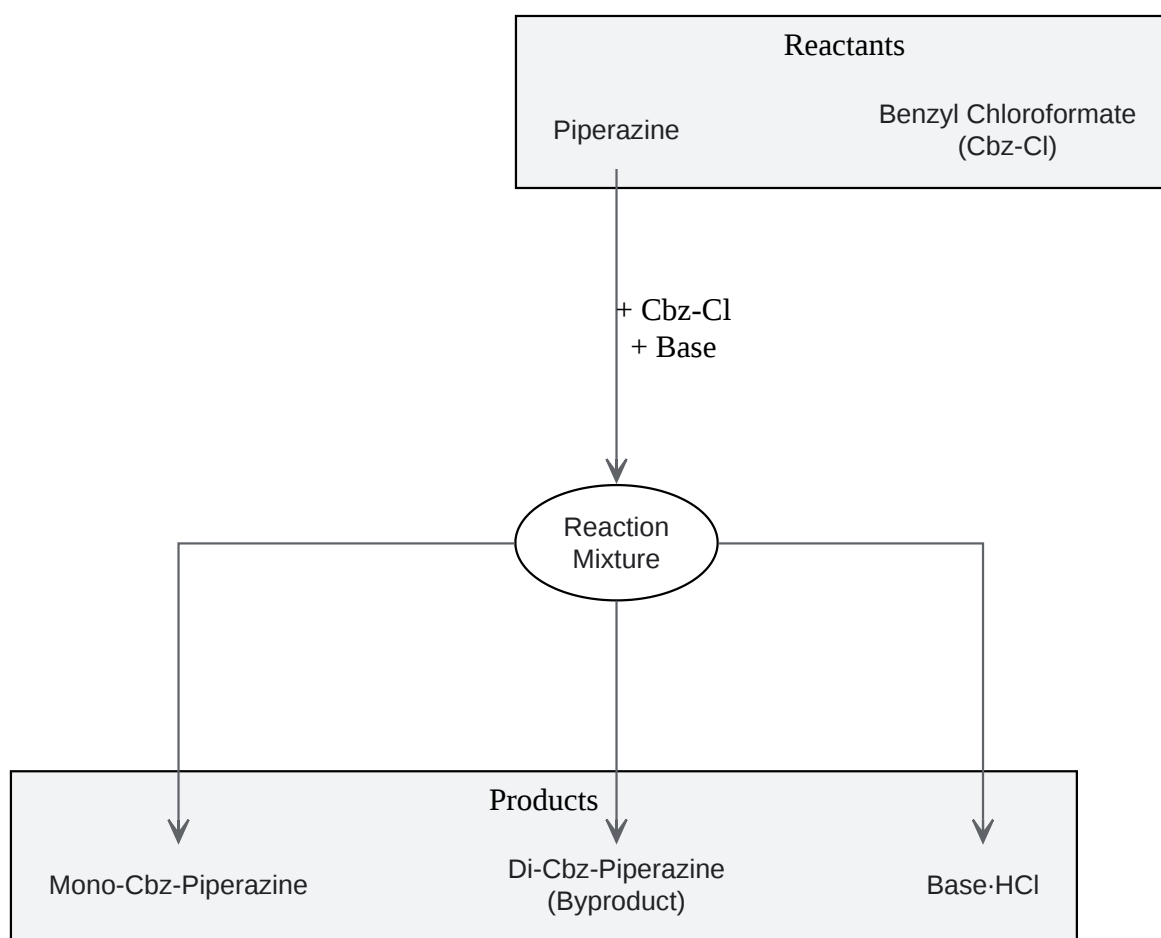 Reactants
Piperazine
Benzyl Chloroformate
(Cbz-Cl)
+ Cbz-Cl
+ Base
Reaction
Mixture
Products
Mono-Cbz-Piperazine
Di-Cbz-Piperazine
(Byproduct)
Base·HCl